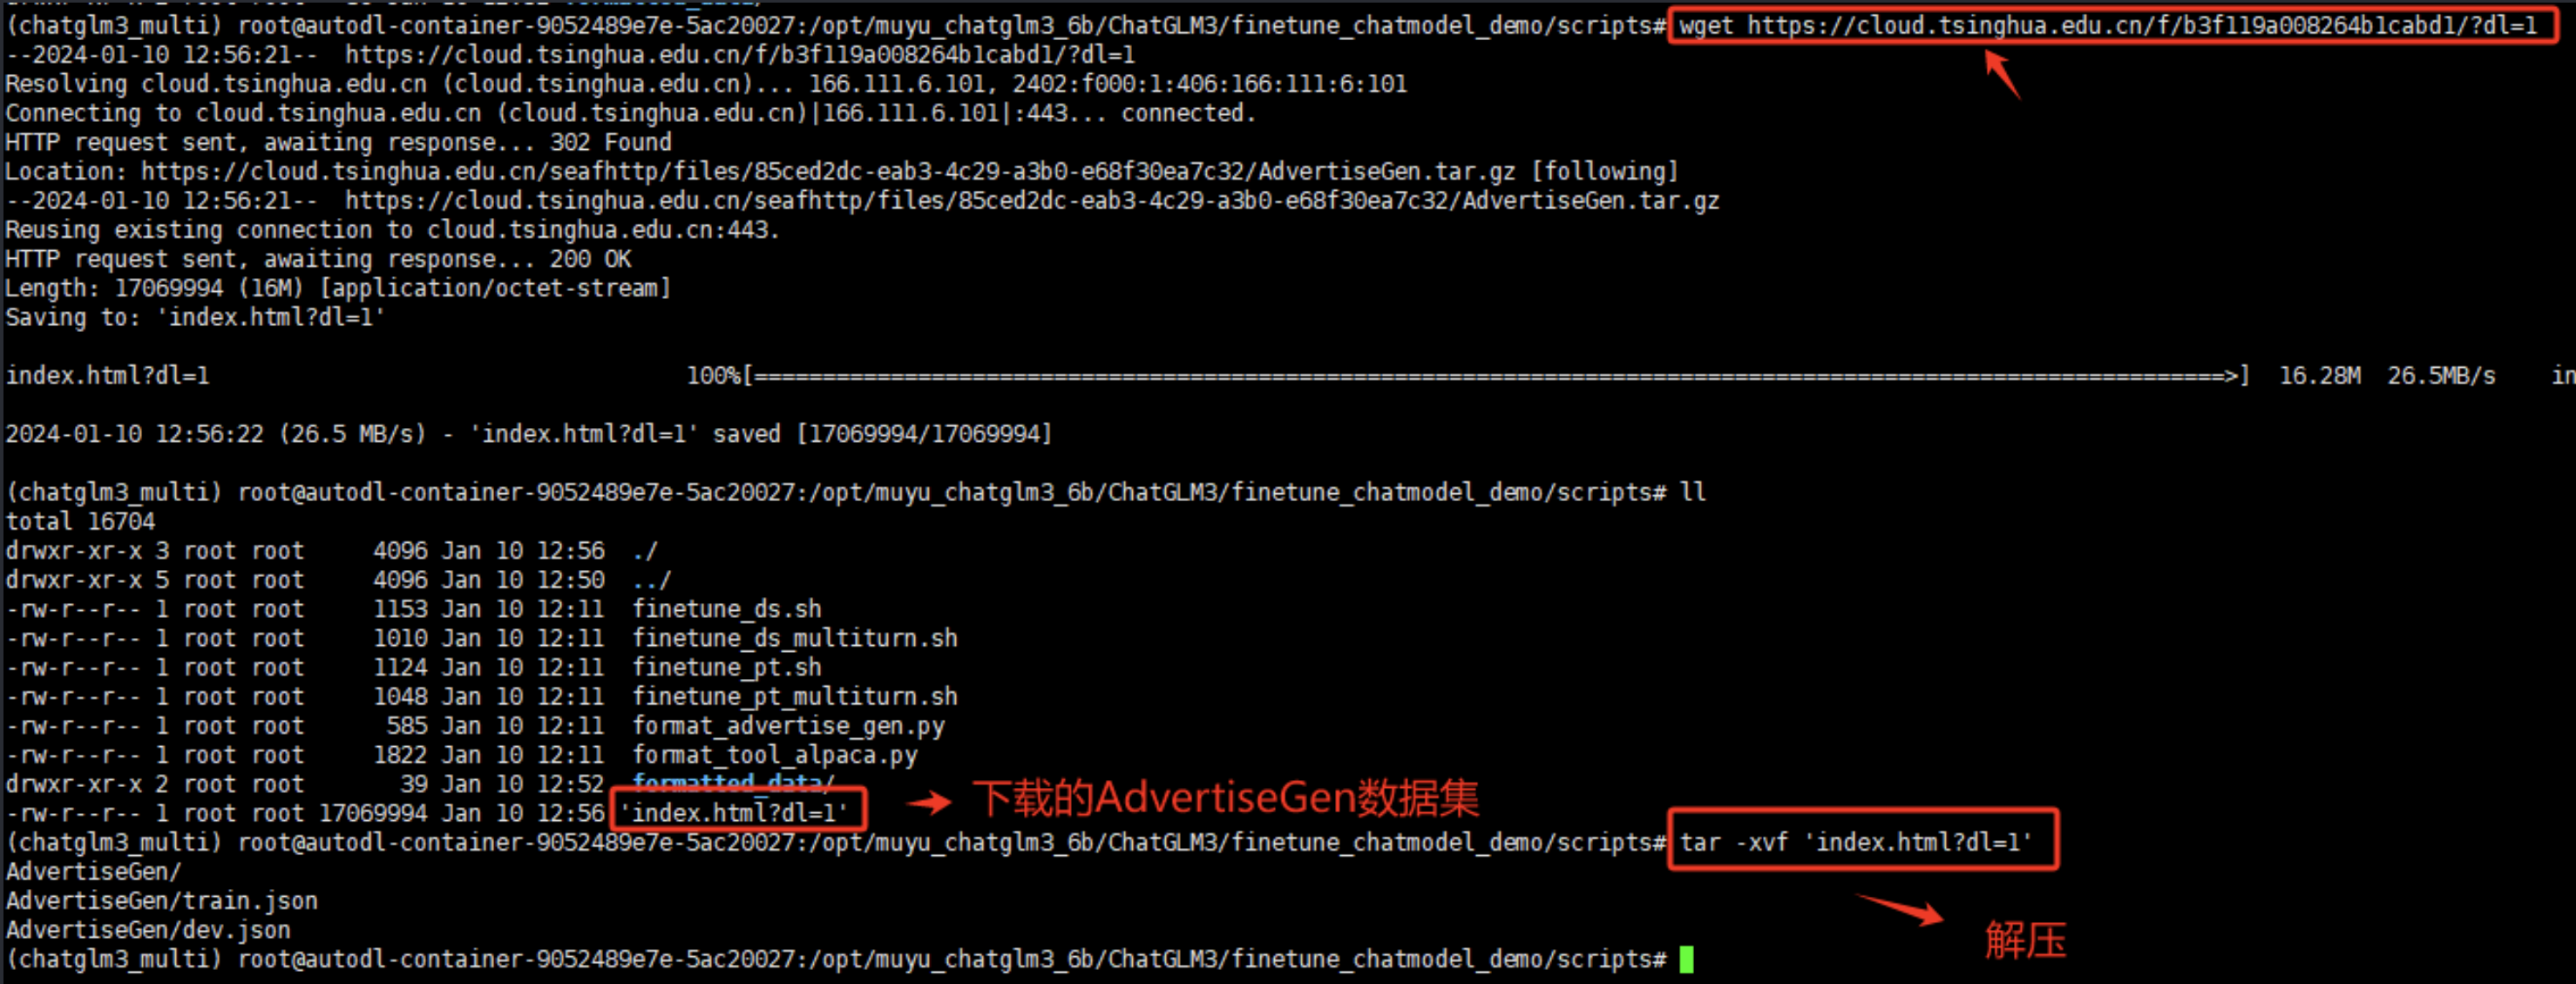 (chatglm3_multi) root@autodl-container-9052489e7e-5ac20027:/opt/muyu_chatglm3_6b/ChatGLM3/finetune_chatmodel_demo/scripts# wget https://cloud.tsinghua.edu.cn/f/b3f119a008264b1cabd1/?dl=1
--2024-01-10 12:56:21--  https://cloud.tsinghua.edu.cn/f/b3f119a008264b1cabd1/?dl=1
Resolving cloud.tsinghua.edu.cn (cloud.tsinghua.edu.cn)... 166.111.6.101, 2402:f000:1:406:166:111:6:101
Connecting to cloud.tsinghua.edu.cn (cloud.tsinghua.edu.cn)|166.111.6.101|:443... connected.
HTTP request sent, awaiting response... 302 Found
Location: https://cloud.tsinghua.edu.cn/seafhttp/files/85ced2dc-eab3-4c29-a3b0-e68f30ea7c32/AdvertiseGen.tar.gz [following]
--2024-01-10 12:56:21--  https://cloud.tsinghua.edu.cn/seafhttp/files/85ced2dc-eab3-4c29-a3b0-e68f30ea7c32/AdvertiseGen.tar.gz
Reusing existing connection to cloud.tsinghua.edu.cn:443.
HTTP request sent, awaiting response... 200 OK
Length: 17069994 (16M) [application/octet-stream]
Saving to: 'index.html?dl=1'
index.html?dl=1 100%[=============================================>] 16.28M 26.5MB/s in
2024-01-10 12:56:22 (26.5 MB/s) - 'index.html?dl=1' saved [17069994/17069994]
(chatglm3_multi) root@autodl-container-9052489e7e-5ac20027:/opt/muyu_chatglm3_6b/ChatGLM3/finetune_chatmodel_demo/scripts# ll
total 16704
drwxr-xr-x 3 root root     4096 Jan 10 12:56  ./
drwxr-xr-x 5 root root     4096 Jan 10 12:50  ../
-rw-r--r-- 1 root root     1153 Jan 10 12:11  finetune_ds.sh
-rw-r--r-- 1 root root     1010 Jan 10 12:11  finetune_ds_multiturn.sh
-rw-r--r-- 1 root root     1124 Jan 10 12:11  finetune_pt.sh
-rw-r--r-- 1 root root     1048 Jan 10 12:11  finetune_pt_multiturn.sh
-rw-r--r-- 1 root root      585 Jan 10 12:11  format_advertise_gen.py
-rw-r--r-- 1 root root     1822 Jan 10 12:11  format_tool_alpaca.py
drwxr-xr-x 2 root root       39 Jan 10 12:52  formatted_data/
-rw-r--r-- 1 root root 17069994 Jan 10 12:56 'index.html?dl=1' 下载的AdvertiseGen数据集
(chatglm3_multi) root@autodl-container-9052489e7e-5ac20027:/opt/muyu_chatglm3_6b/ChatGLM3/finetune_chatmodel_demo/scripts# tar -xvf 'index.html?dl=1'
AdvertiseGen/
AdvertiseGen/train.json
AdvertiseGen/dev.json
解压
(chatglm3_multi) root@autodl-container-9052489e7e-5ac20027:/opt/muyu_chatglm3_6b/ChatGLM3/finetune_chatmodel_demo/scripts#